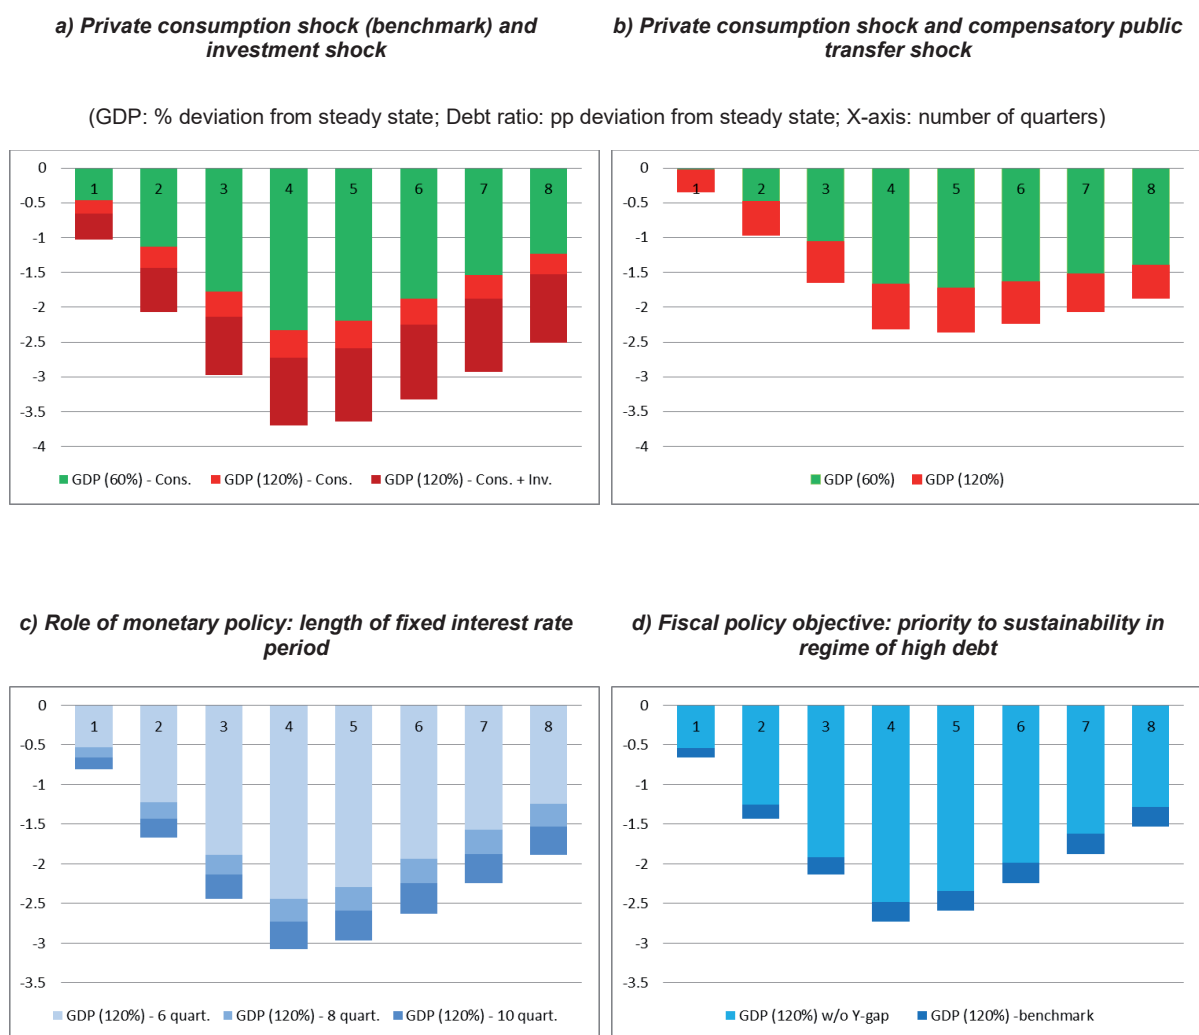 a) Private consumption shock (benchmark) and
investment shock
b) Private consumption shock and compensatory public
transfer shock
(GDP: % deviation from steady state; Debt ratio: pp deviation from steady state; X-axis: number of quarters)
0
-0.5
-1
-1.5
-2
-2.5
-3
-3.5
-4
1 2 3 4 5 6 7 8
GDP (60%) - Cons. GDP (120%) - Cons. GDP (120%) - Cons. + Inv.
0
-0.5
-1
-1.5
-2
-2.5
-3
-3.5
-4
1 2 3 4 5 6 7 8
GDP (60%) GDP (120%)
c) Role of monetary policy: length of fixed interest rate
period
d) Fiscal policy objective: priority to sustainability in
regime of high debt
0
-0.5
-1
-1.5
-2
-2.5
-3
-3.5
1 2 3 4 5 6 7 8
GDP (120%) - 6 quart. GDP (120%) - 8 quart. GDP (120%) - 10 quart.
0
-0.5
-1
-1.5
-2
-2.5
-3
-3.5
1 2 3 4 5 6 7 8
GDP (120%) w/o Y-gap GDP (120%) -benchmark